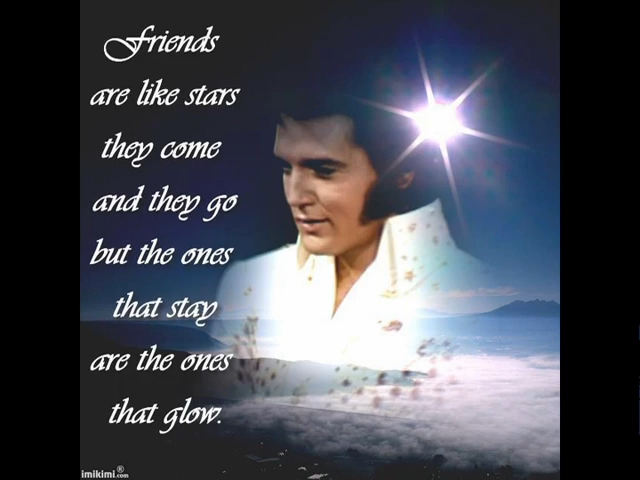 Friends
are like stars
they come
and they go
but the ones
that stay
are the ones
that glow.
imikimi.com®